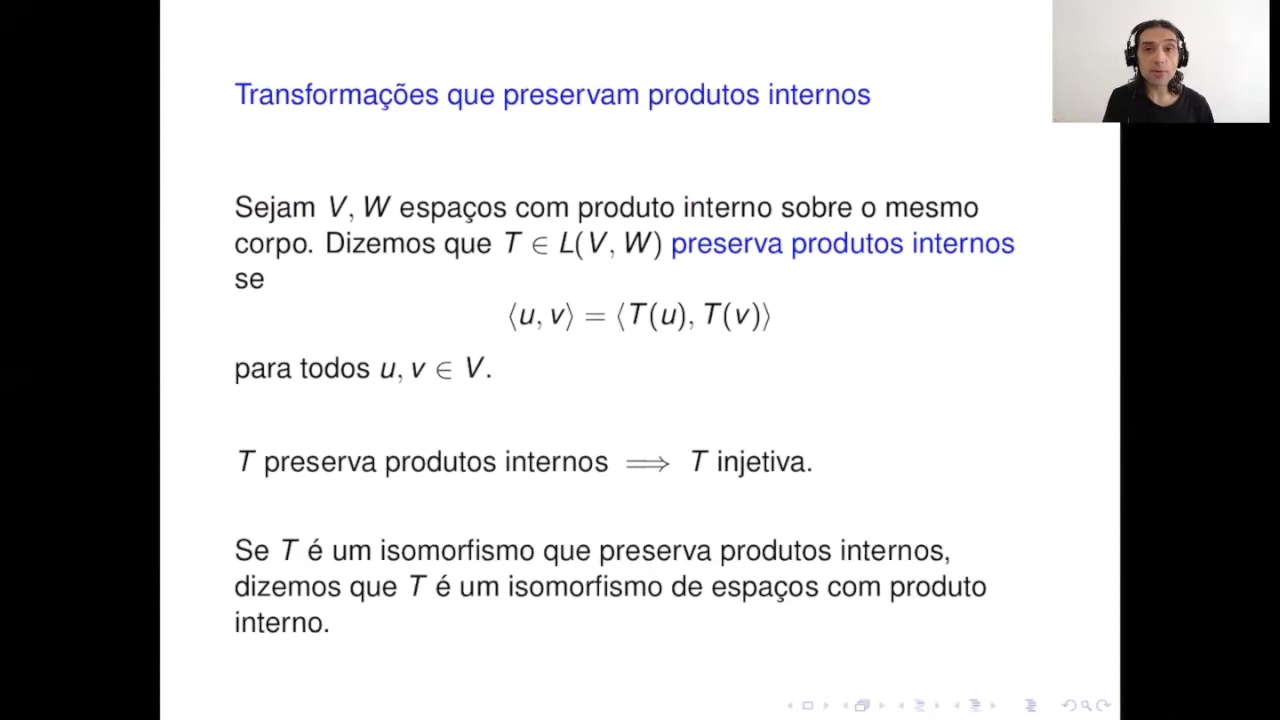 Transformações que preservam produtos internos
Sejam V, W espaços com produto interno sobre o mesmo
corpo. Dizemos que T ∈ L(V, W) preserva produtos internos
se
⟨u, v⟩ = ⟨T(u), T(v)⟩
para todos u, v ∈ V.
T preserva produtos internos ⟹ T injetiva.
Se T é um isomorfismo que preserva produtos internos,
dizemos que T é um isomorfismo de espaços com produto
interno.